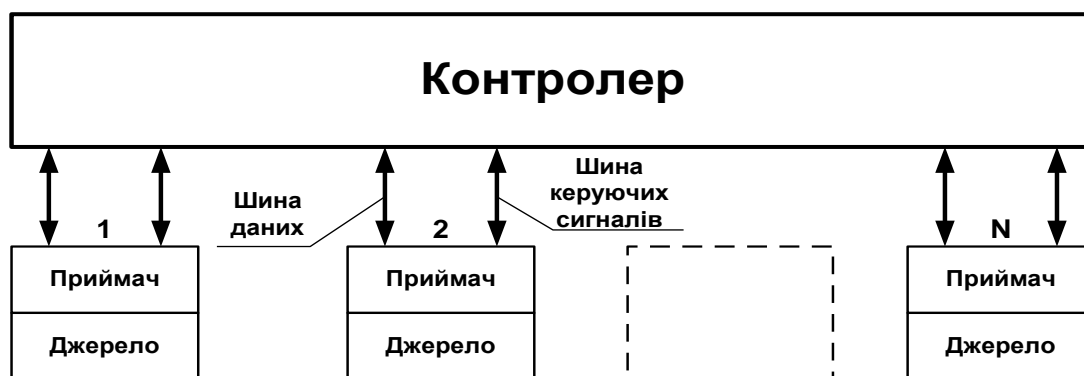 Контролер
Шина
керуючих
сигналів
Шина
даних
1
2
N
Приймач
Приймач
Приймач
Джерело
Джерело
Джерело